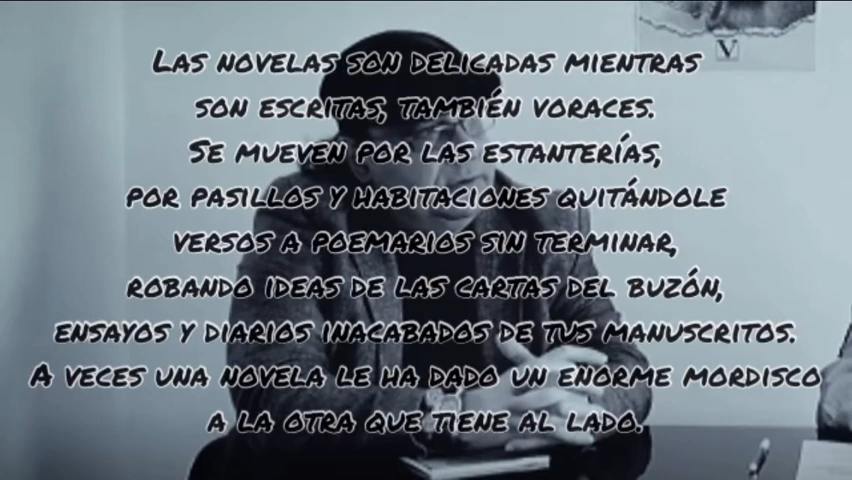 Las novelas son delicadas mientras
son escritas, también voraces.
Se mueven por las estanterías,
por pasillos y habitaciones quitándole
versos a poemarios sin terminar,
robando ideas de las cartas del buzón,
ensayos y diarios inacabados de tus manuscritos.
A veces una novela le ha dado un enorme mordisco
a la otra que tiene al lado.
V